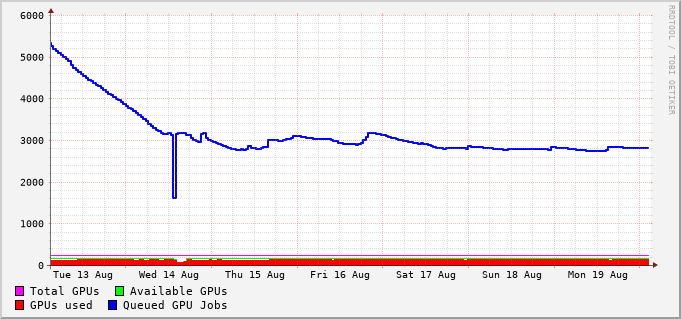 6000
5000
4000
3000
2000
1000
0
Tue 13 Aug Wed 14 Aug Thu 15 Aug Fri 16 Aug Sat 17 Aug Sun 18 Aug Mon 19 Aug
Total GPUs Available GPUs
GPUs used Queued GPU Jobs
RRDTOOL / TOBI OETIKER